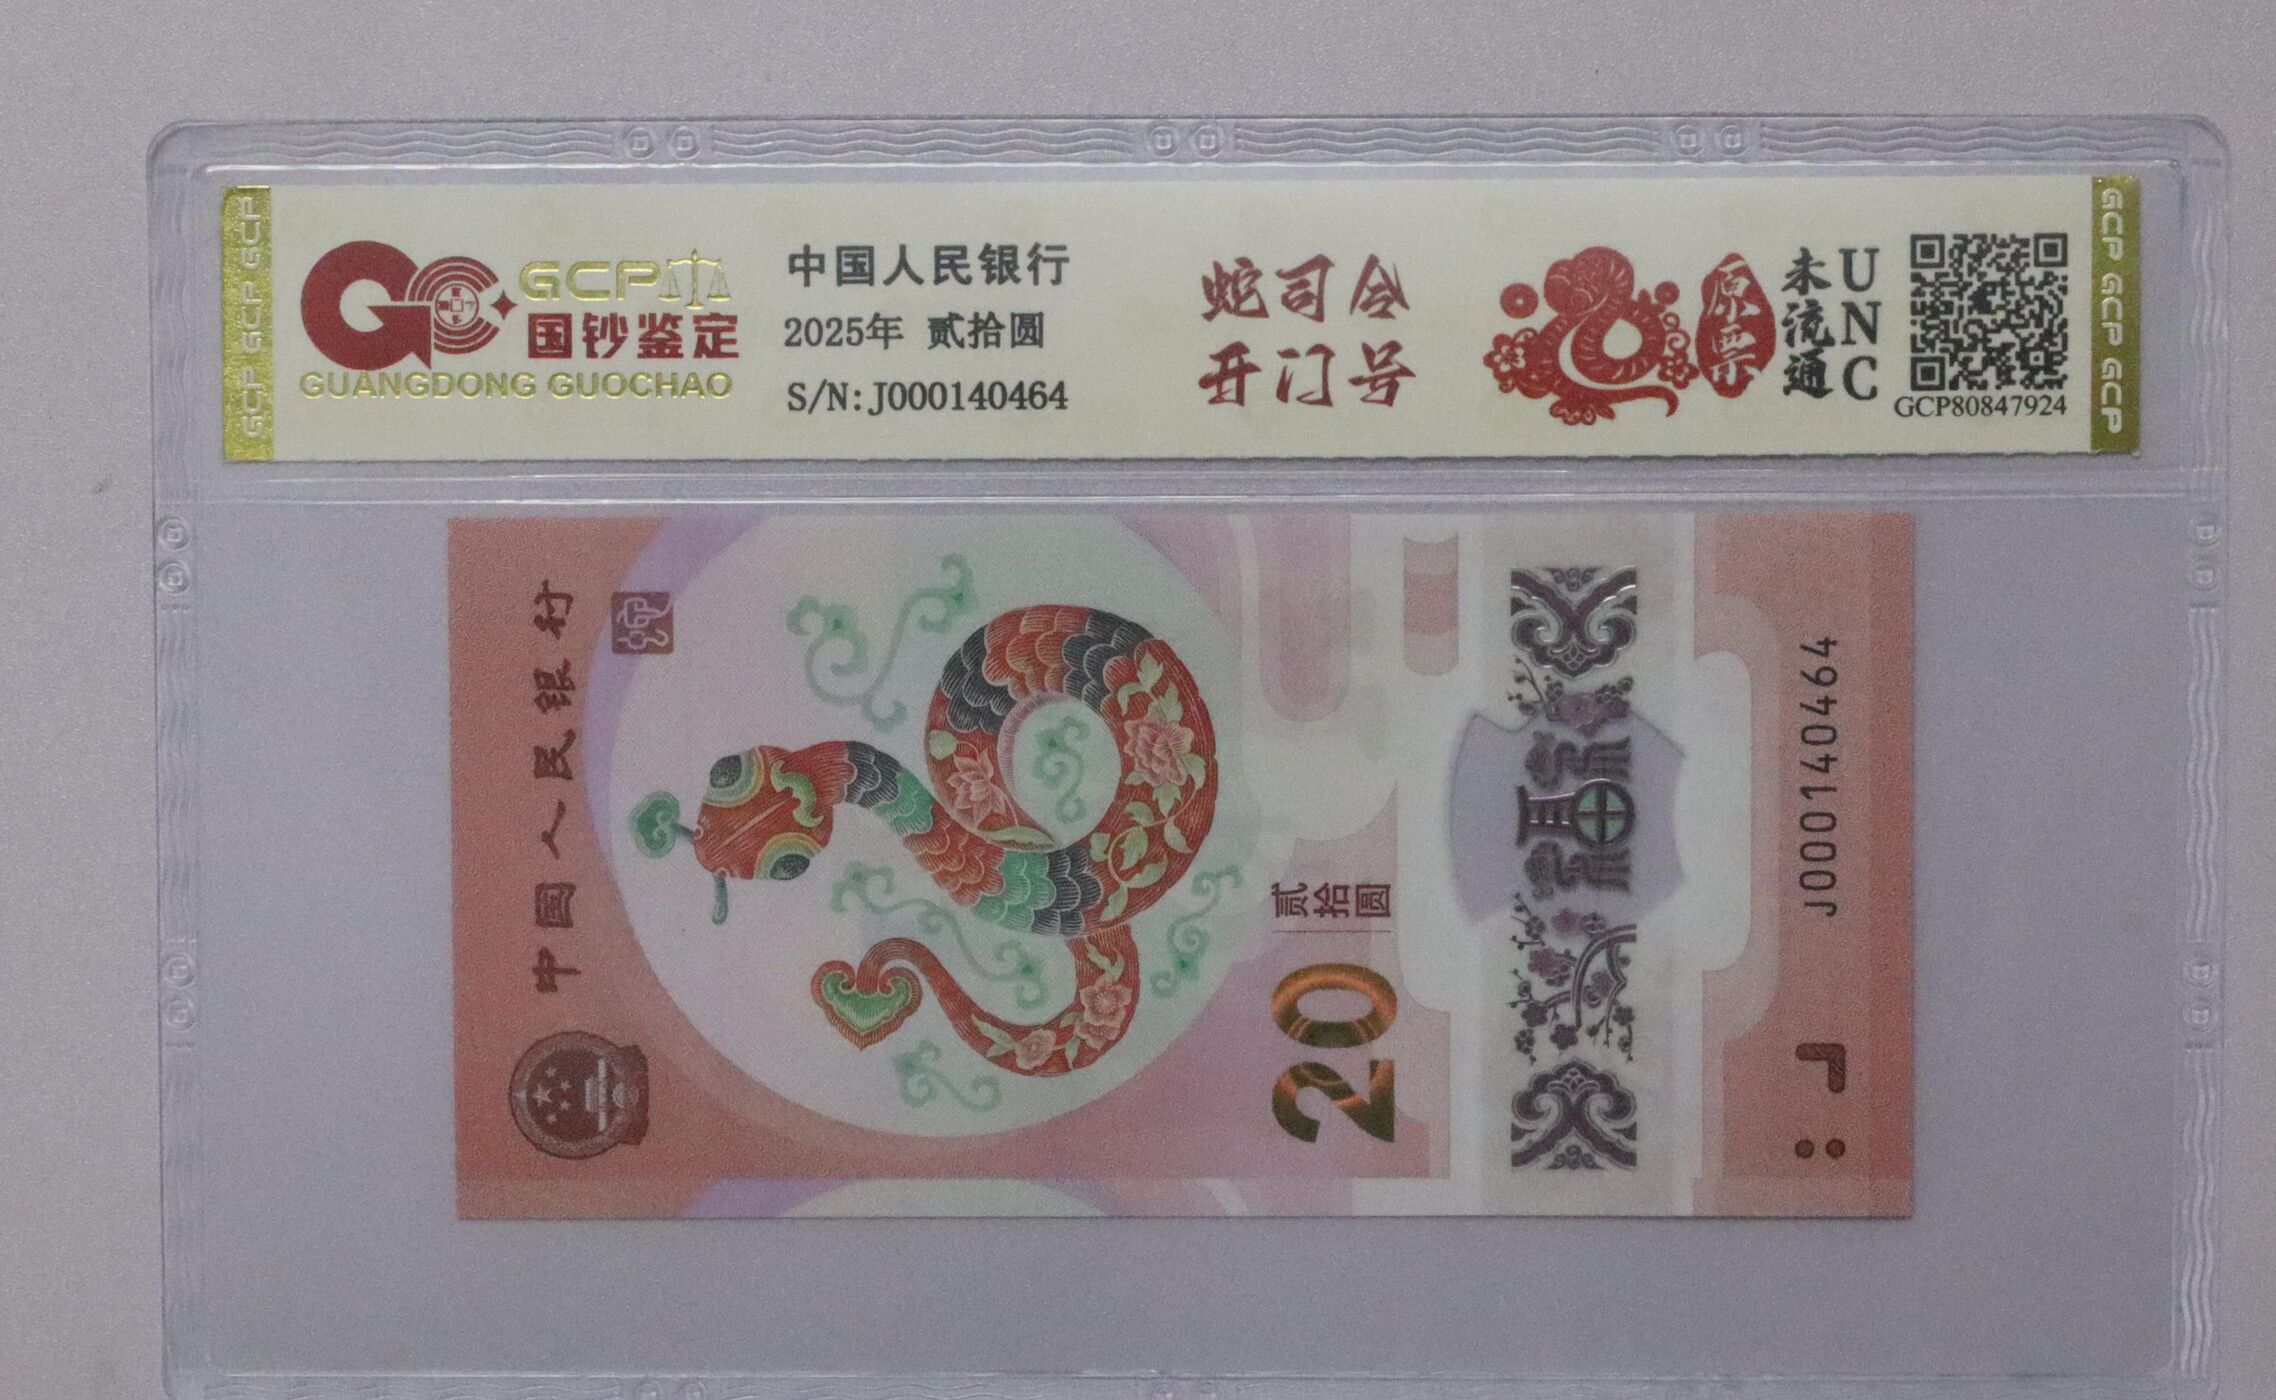 GCP GCP GCP
GCP
国钞鉴定
GUANGDONG GUOCHAO
中国人民银行
2025年 贰拾圆
S/N:J000140464
蛇司令
开门号
原票
未流通
UNC
GCP80847924
GCP GCP GCP
中国人民银行
20
贰拾圆
福
J000140464